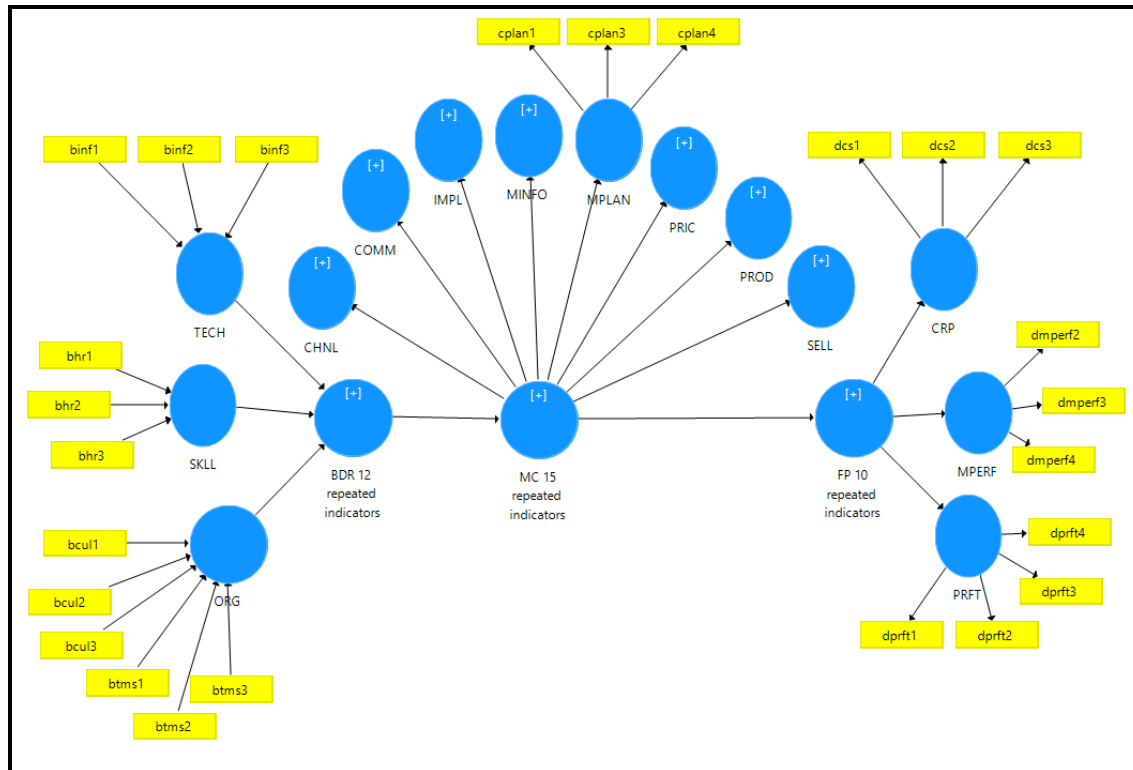 cplan1
cplan3
cplan4
[+]
[+]
[+]
[+]
[+]
[+]
[+]
[+]
[+]
[+]
binf1
binf2
binf3
dcs1
dcs2
dcs3
IMPL
MINFO
MPLAN
PRIC
COMM
PROD
TECH
CHNL
SELL
CRP
bhr1
bhr2
bhr3
SKLL
BDR 12
repeated
indicators
MC 15
repeated
indicators
FP 10
repeated
indicators
dmperf2
dmperf3
dmperf4
MPERF
bcul1
bcul2
bcul3
btms1
btms2
btms3
ORG
PRFT
dprft4
dprft3
dprft1
dprft2